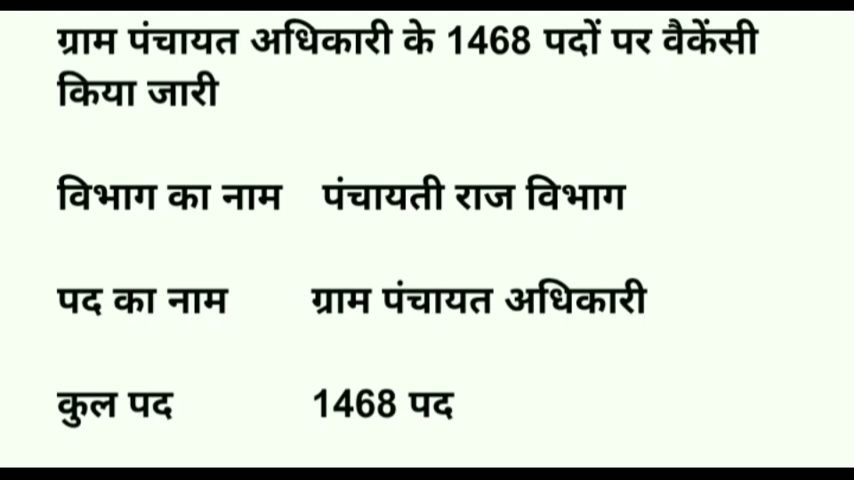 ग्राम पंचायत अधिकारी के 1468 पदों पर वैकेंसी
किया जारी
विभाग का नाम पंचायती राज विभाग
पद का नाम ग्राम पंचायत अधिकारी
कुल पद 1468 पद